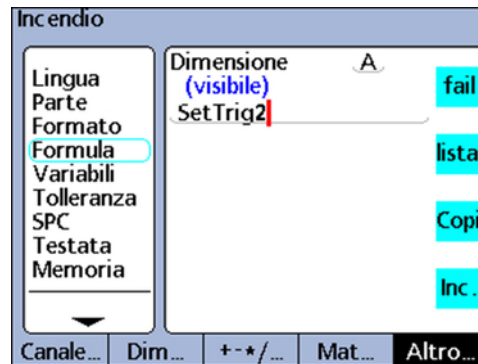 Incendio
Lingua
Parte
Formato
Formula
Variabili
Tolleranza
SPC
Testata
Memoria
Dimensione A
(visibile)
SetTrig2
fail
lista
Copi
Inc.
Canale... Dim... +-*/... Mat... Altro...